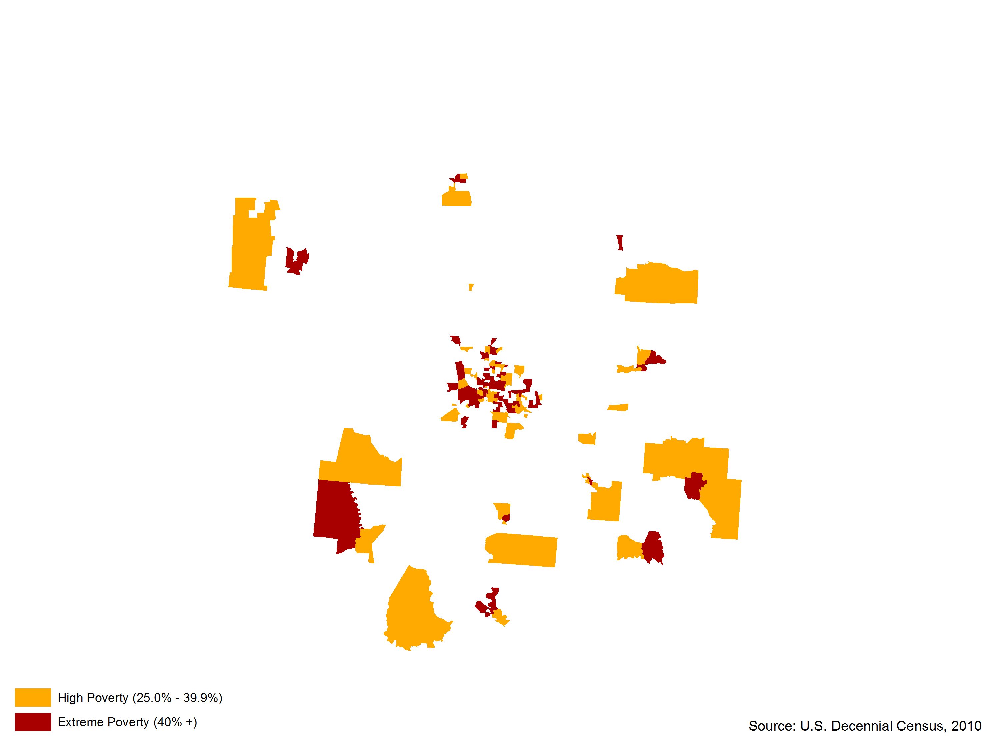 High Poverty (25.0% - 39.9%)
Extreme Poverty (40% +)
Source: U.S. Decennial Census, 2010